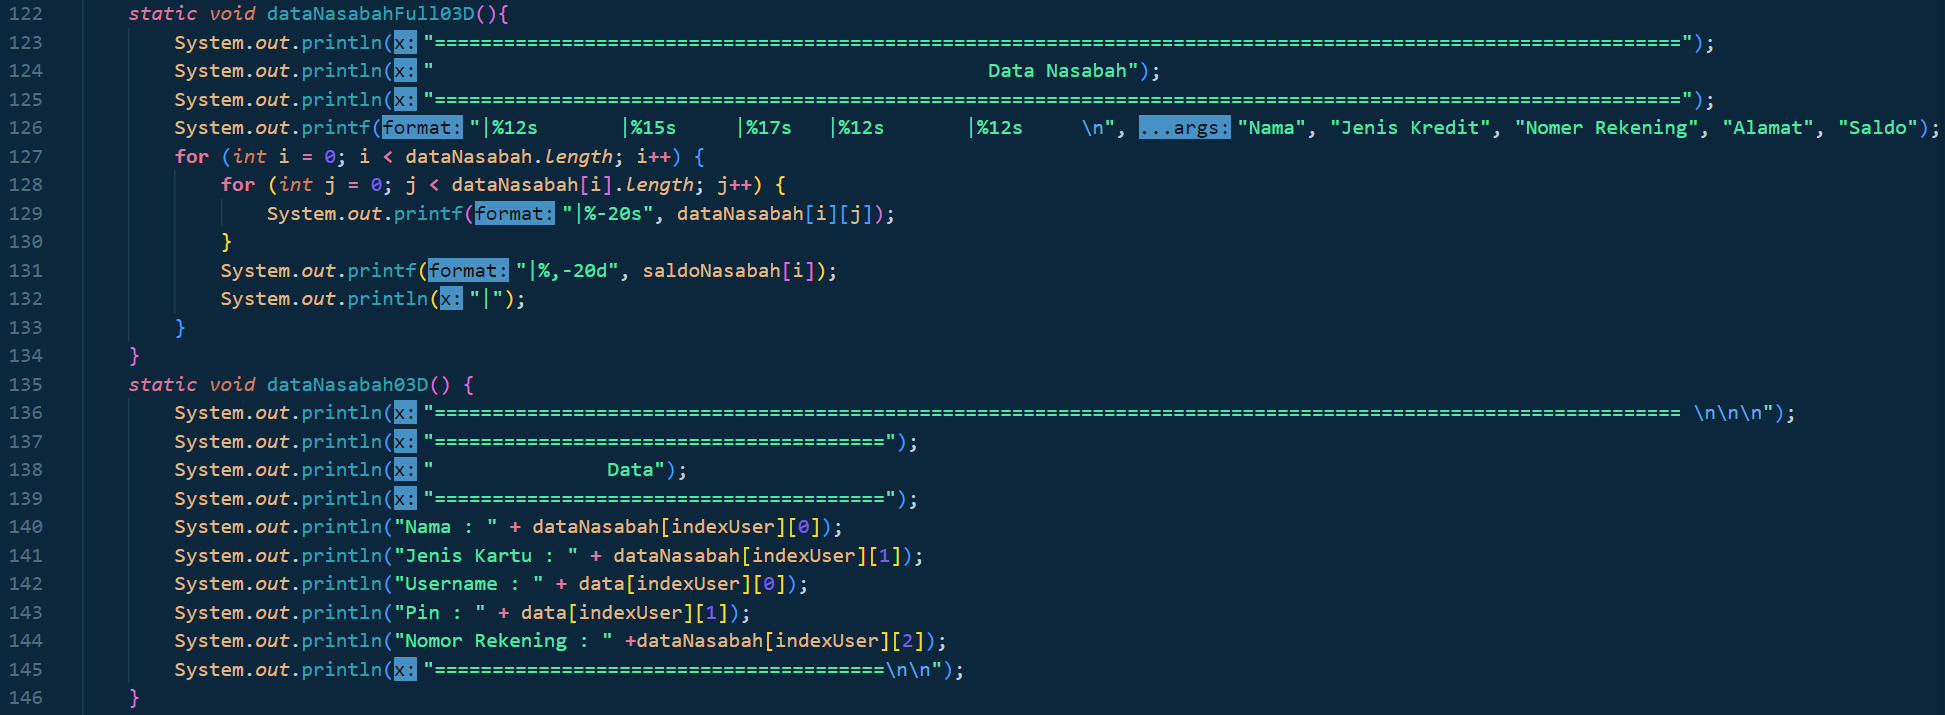 122 static void dataNasabahFull03D(){
123 System.out.println(x: "============================================================================================================");
124 System.out.println(x: "                                                Data Nasabah");
125 System.out.println(x: "============================================================================================================");
126 System.out.printf(format: "|%12s       |%15s     |%17s   |%12s       |%12s     \n", ...args: "Nama", "Jenis Kredit", "Nomer Rekening", "Alamat", "Saldo");
127 for (int i = 0; i < dataNasabah.length; i++) {
128 for (int j = 0; j < dataNasabah[i].length; j++) {
129 System.out.printf(format: "|%-20s", dataNasabah[i][j]);
130 }
131 System.out.printf(format: "|%,-20d", saldoNasabah[i]);
132 System.out.println(x: "|");
133 }
134 }
135 static void dataNasabah03D() {
136 System.out.println(x: "============================================================================================================ \n\n\n");
137 System.out.println(x: "=======================================");
138 System.out.println(x: "               Data");
139 System.out.println(x: "=======================================");
140 System.out.println("Nama : " + dataNasabah[indexUser][0]);
141 System.out.println("Jenis Kartu : " + dataNasabah[indexUser][1]);
142 System.out.println("Username : " + data[indexUser][0]);
143 System.out.println("Pin : " + data[indexUser][1]);
144 System.out.println("Nomor Rekening : " +dataNasabah[indexUser][2]);
145 System.out.println(x: "=======================================\n\n");
146 }